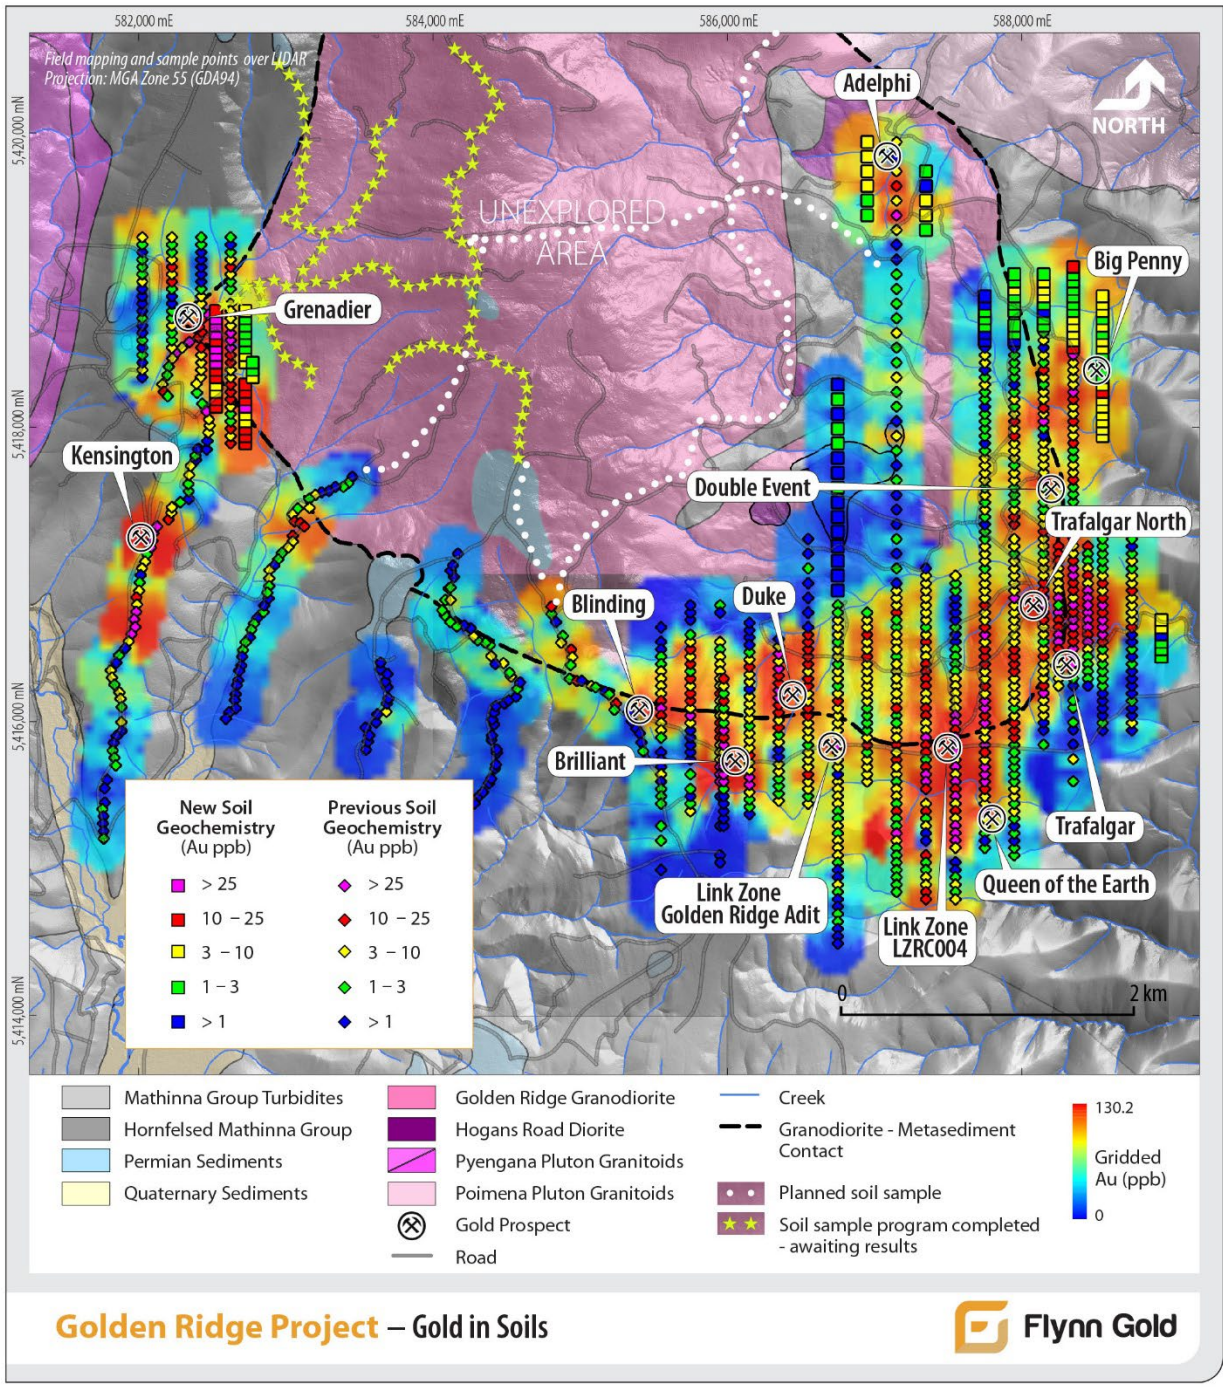 582,000 mE
584,000 mE
586,000 mE
588,000 mE
Field mapping and sample points over LIDAR
Projection: MGA Zone 55 (GDA94)
5,420,000 mN
5,418,000 mN
5,416,000 mN
5,414,000 mN
NORTH
Adelphi
UNEXPLORED
AREA
Big Penny
Grenadier
Kensington
Double Event
Trafalgar North
Blinding
Duke
Brilliant
Trafalgar
Link Zone
Golden Ridge Adit
Queen of the Earth
Link Zone
LZRC004
0
2 km
New Soil
Geochemistry
(Au ppb)
> 25
10 – 25
3 – 10
1 – 3
> 1
Previous Soil
Geochemistry
(Au ppb)
> 25
10 – 25
3 – 10
1 – 3
> 1
Mathinna Group Turbidites
Hornfelsed Mathinna Group
Permian Sediments
Quaternary Sediments
Golden Ridge Granodiorite
Hogans Road Diorite
Pyengana Pluton Granitoids
Poimena Pluton Granitoids
Gold Prospect
Road
Creek
Granodiorite - Metasediment
Contact
Planned soil sample
Soil sample program completed
- awaiting results
130.2
Gridded
Au (ppb)
0
Golden Ridge Project – Gold in Soils
Flynn Gold